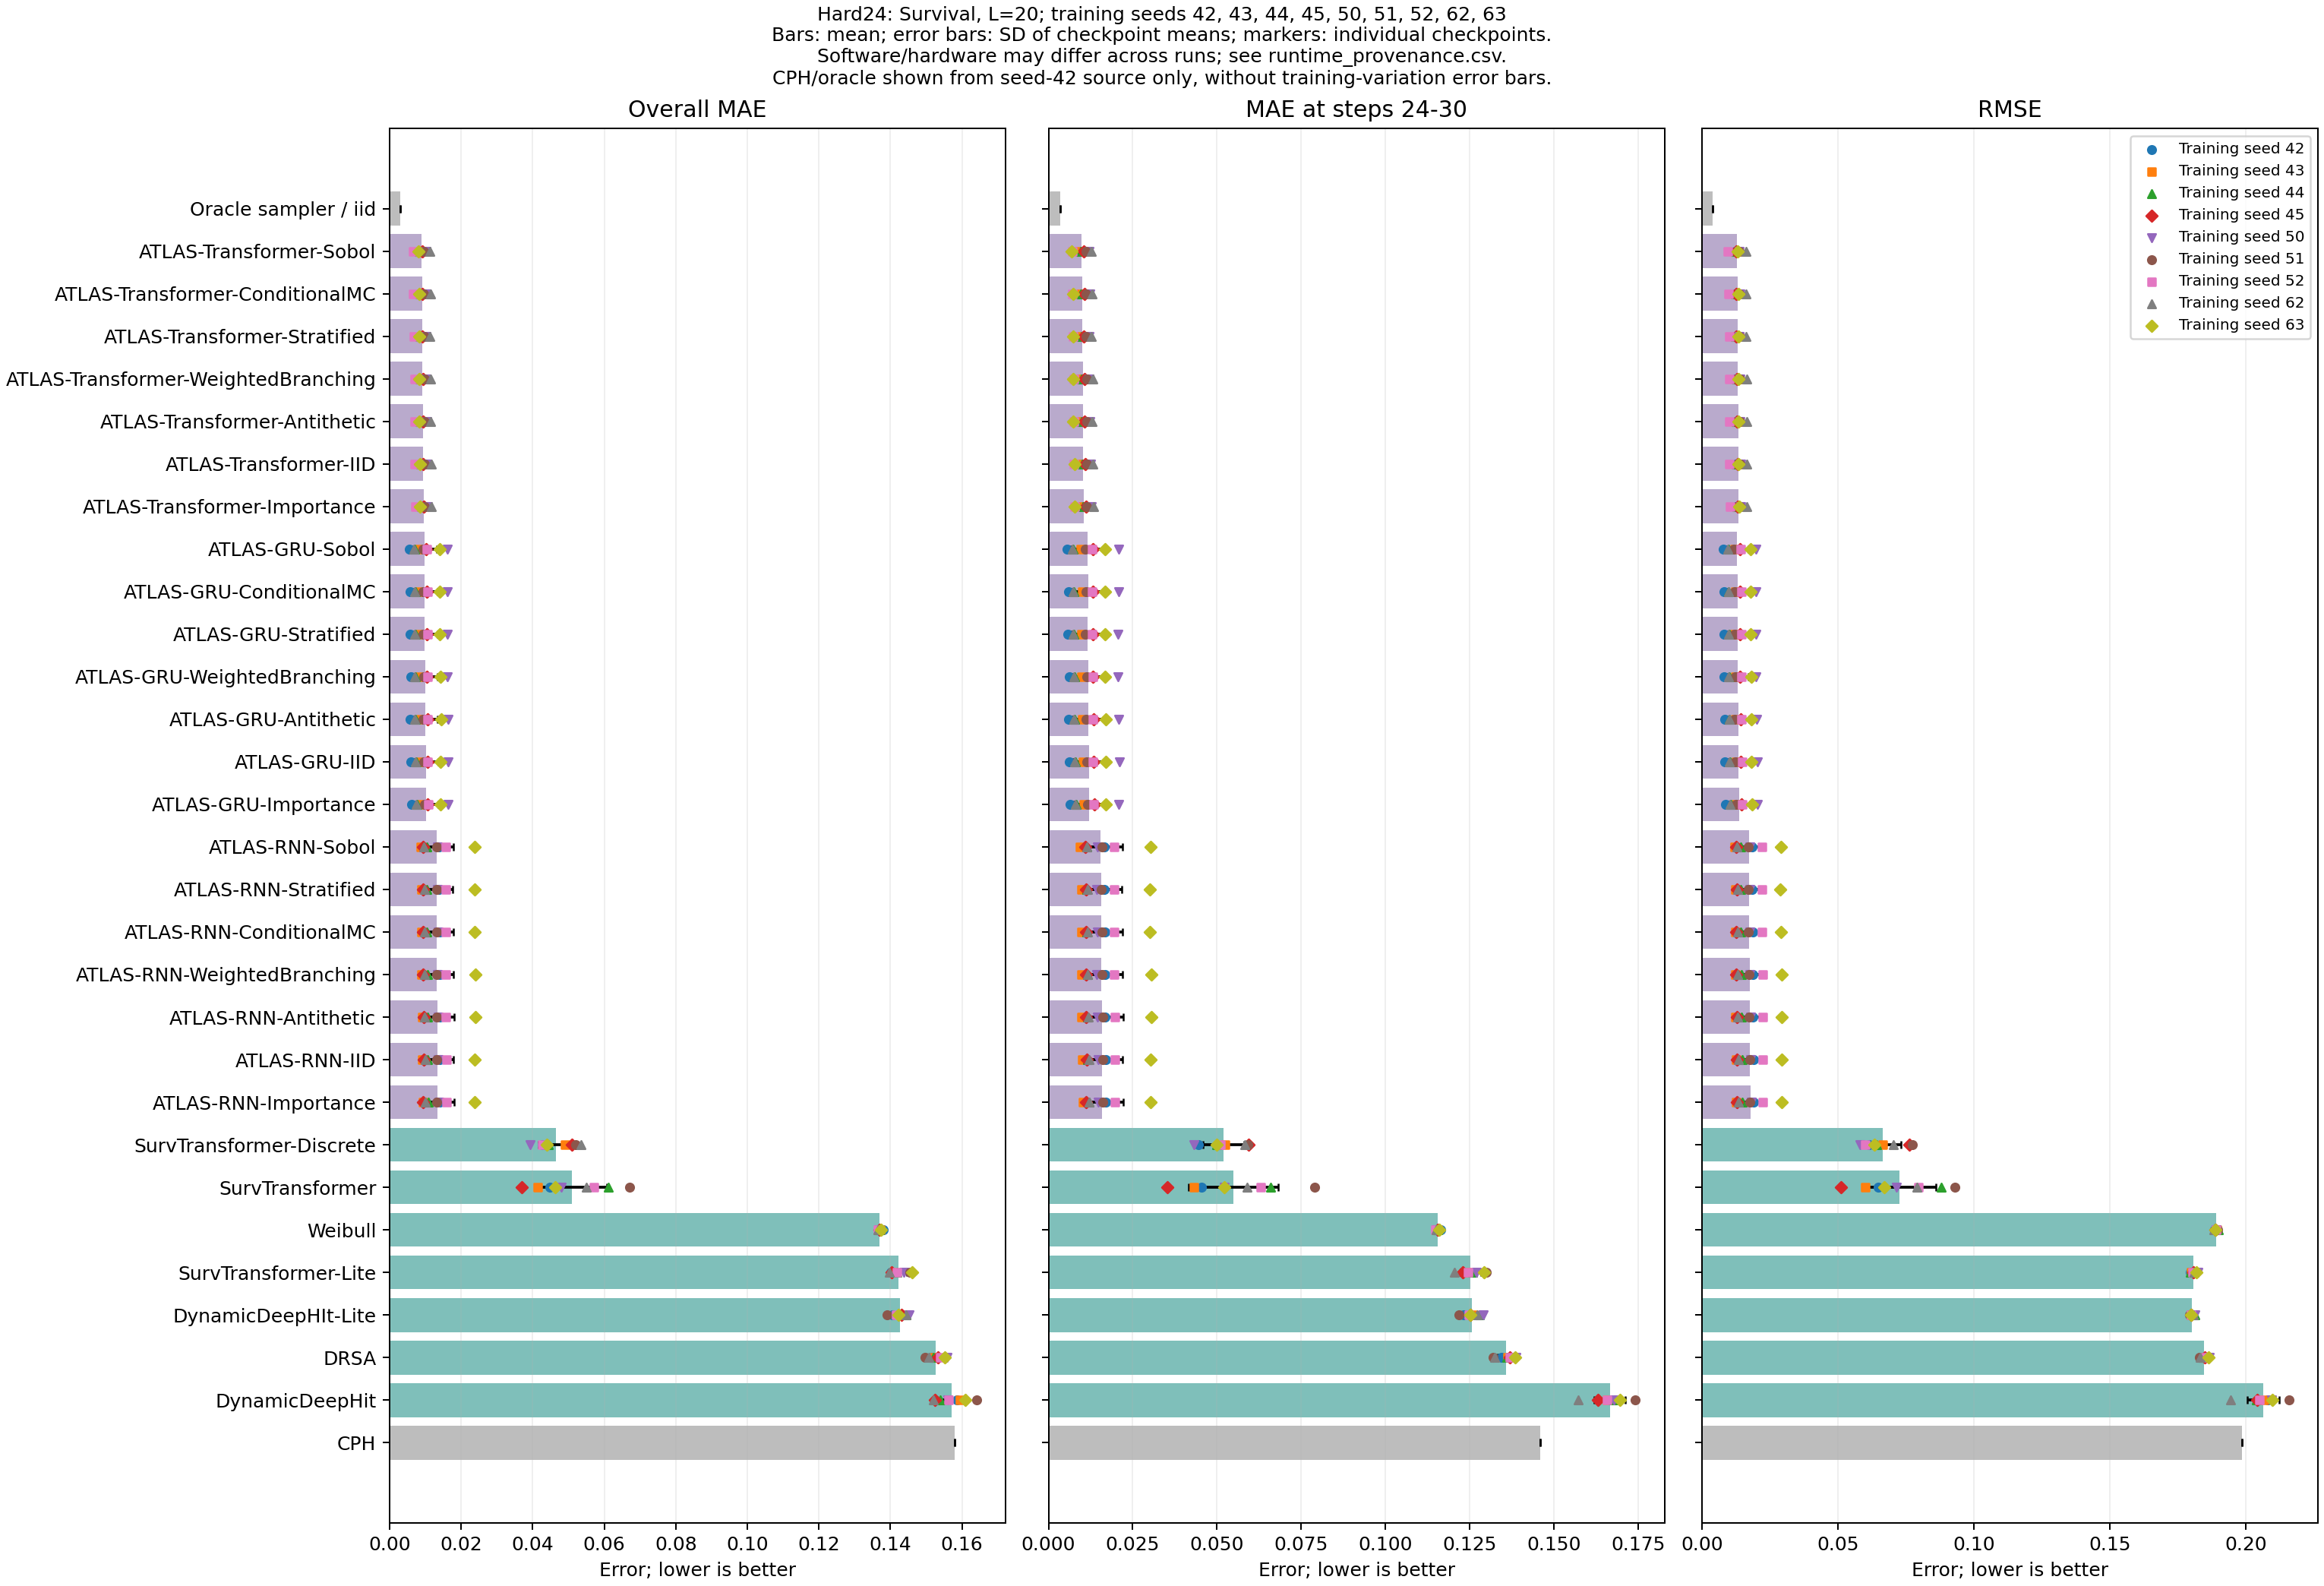 Hard24: Survival, L=20; training seeds 42, 43, 44, 45, 50, 51, 52, 62, 63
Bars: mean; error bars: SD of checkpoint means; markers: individual checkpoints.
Software/hardware may differ across runs; see runtime_provenance.csv.
CPH/oracle shown from seed-42 source only, without training-variation error bars.
Overall MAE
MAE at steps 24-30
RMSE
Training seed 42
Training seed 43
Training seed 44
Training seed 45
Training seed 50
Training seed 51
Training seed 52
Training seed 62
Training seed 63
Oracle sampler / iid
ATLAS-Transformer-Sobol
ATLAS-Transformer-ConditionalMC
ATLAS-Transformer-Stratified
ATLAS-Transformer-WeightedBranching
ATLAS-Transformer-Antithetic
ATLAS-Transformer-IID
ATLAS-Transformer-Importance
ATLAS-GRU-Sobol
ATLAS-GRU-ConditionalMC
ATLAS-GRU-Stratified
ATLAS-GRU-WeightedBranching
ATLAS-GRU-Antithetic
ATLAS-GRU-IID
ATLAS-GRU-Importance
ATLAS-RNN-Sobol
ATLAS-RNN-Stratified
ATLAS-RNN-ConditionalMC
ATLAS-RNN-WeightedBranching
ATLAS-RNN-Antithetic
ATLAS-RNN-IID
ATLAS-RNN-Importance
SurvTransformer-Discrete
SurvTransformer
Weibull
SurvTransformer-Lite
DynamicDeepHIt-Lite
DRSA
DynamicDeepHit
CPH
0.00 0.02 0.04 0.06 0.08 0.10 0.12 0.14 0.16
0.000 0.025 0.050 0.075 0.100 0.125 0.150 0.175
0.00 0.05 0.10 0.15 0.20
Error; lower is better
Error; lower is better
Error; lower is better